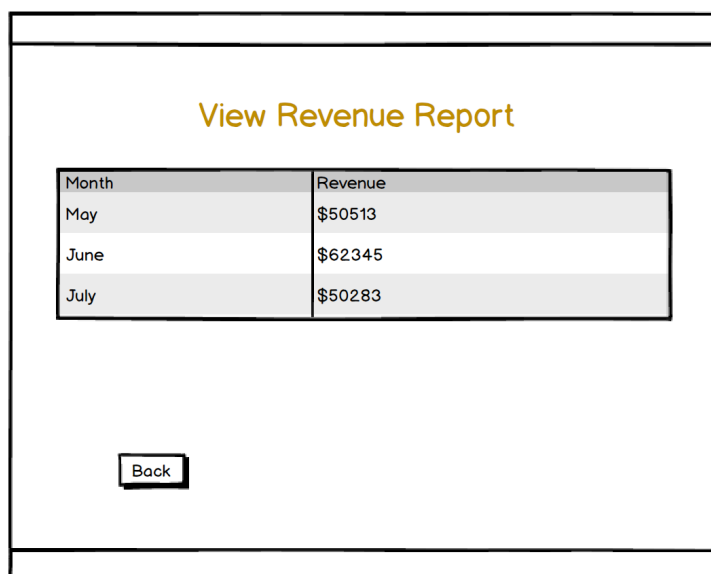 View Revenue Report
Month Revenue
May $50513
June $62345
July $50283
Back